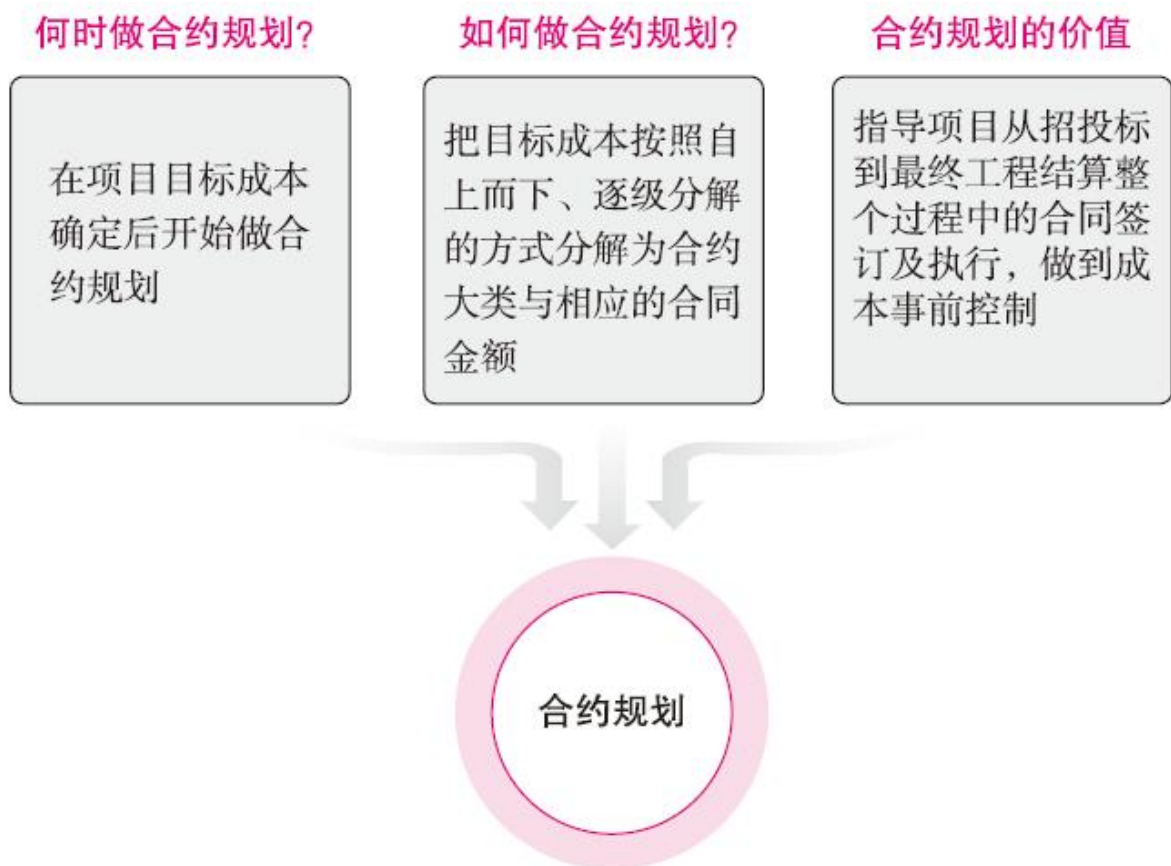 何时做合约规划?
在项目目标成本
确定后开始做合
约规划
如何做合约规划?
把目标成本按照自
上而下、逐级分解
的方式分解为合约
大类与相应的合同
金额
合约规划的价值
指导项目从招投标
到最终工程结算整
个过程中的合同签
订及执行，做到成
本事前控制
合约规划